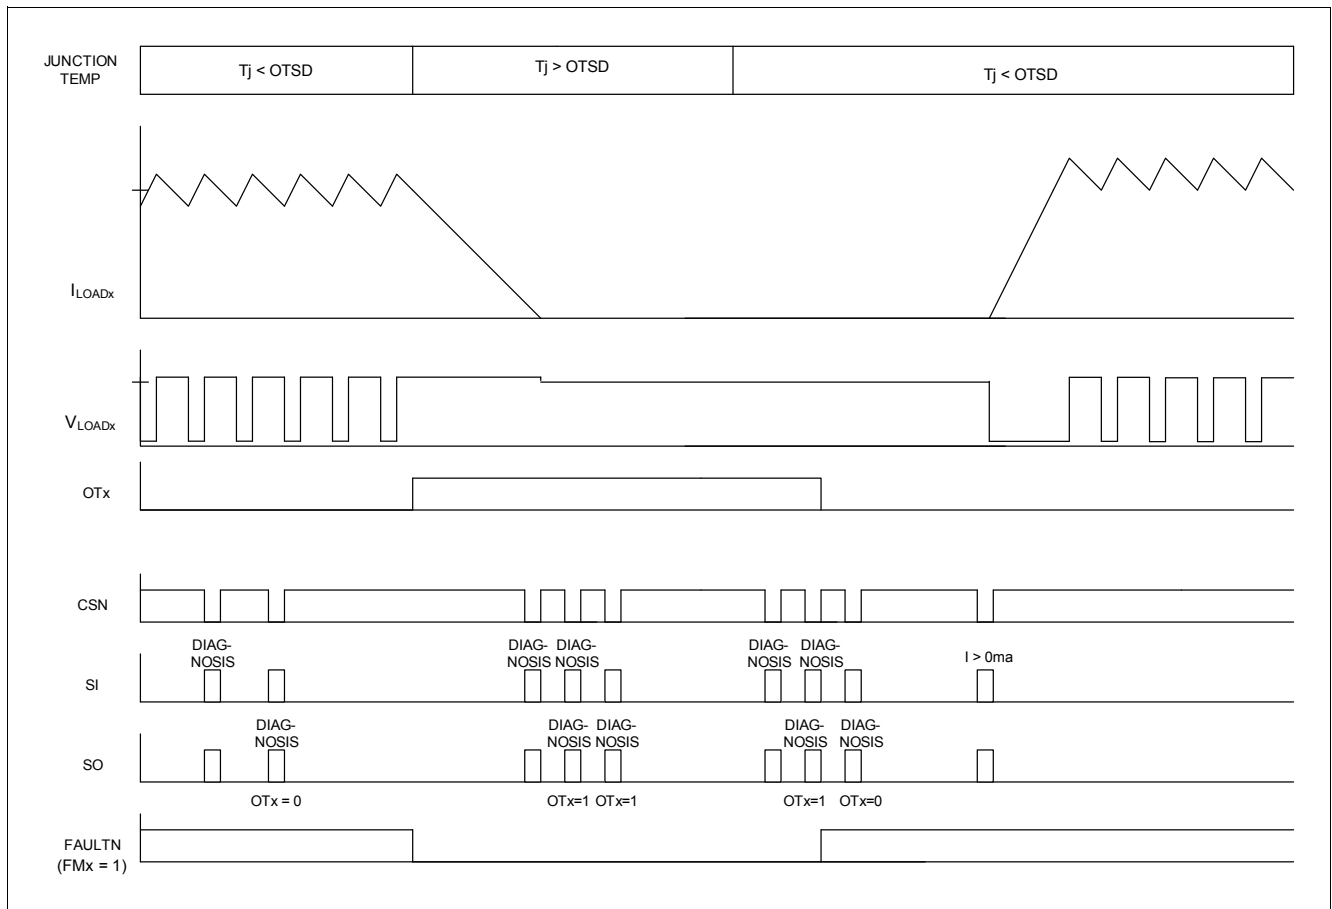 JUNCTION
TEMP
Tj < OTSD
Tj > OTSD
Tj < OTSD
ILOADx
VLOADx
OTx
CSN
DIAG-
NOSIS
DIAG-
NOSIS
DIAG-
NOSIS
DIAG-
NOSIS
DIAG-
NOSIS
I > 0ma
SI
DIAG-
NOSIS
DIAG-
NOSIS
DIAG-
NOSIS
DIAG-
NOSIS
DIAG-
NOSIS
SO
OTx = 0
OTx=1
OTx=1
OTx=1
OTx=0
FAULTN
(FMx = 1)